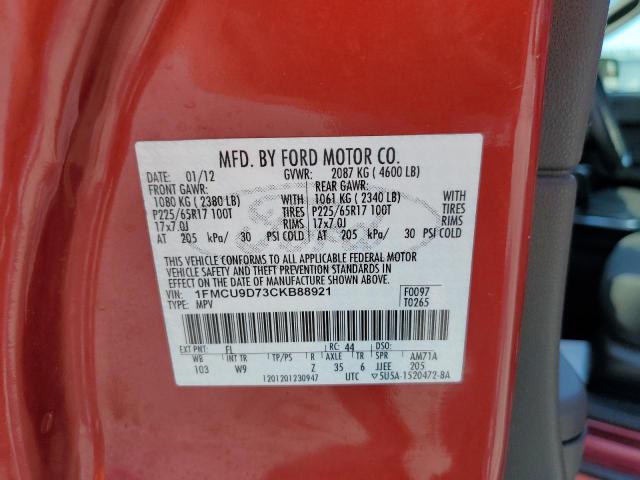 MFD. BY FORD MOTOR CO.
DATE: 01/12 GVWR: 2087 KG ( 4600 LB)
FRONT GAWR: REAR GAWR:
1080 KG ( 2380 LB) WITH 1061 KG ( 2340 LB) WITH
P225/65R17 100T TIRES P225/65R17 100T TIRES
17x7.0J RIMS 17x7.0J RIMS
AT 205 kPa/ 30 PSI COLD AT 205 kPa/ 30 PSI COLD
THIS VEHICLE CONFORMS TO ALL APPLICABLE FEDERAL MOTOR
VEHICLE SAFETY AND THEFT PREVENTION STANDARDS IN
EFFECT ON THE DATE OF MANUFACTURE SHOWN ABOVE.
VIN: 1FMCU9D73CKB88921 F0097
TYPE: MPV T0265
EXT PNT: FL RC: 44 DSO:
WB INT TR TP/PS R AXLE TR SPR AM71A
103 W9 Z 35 6 JJEE 205
1201201230947 UTC ▽5U5A-1520472-BA